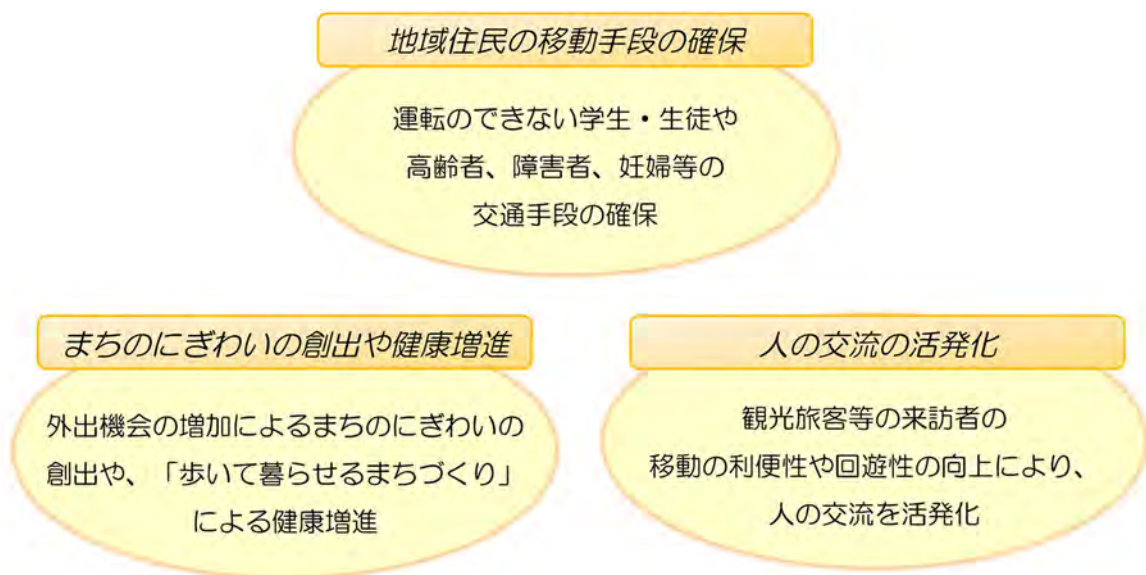 地域住民の移動手段の確保
運転のできない学生・生徒や
高齢者、障害者、妊婦等の
交通手段の確保
まちのにぎわいの創出や健康増進
外出機会の増加によるまちのにぎわいの
創出や、「歩いて暮らせるまちづくり」
による健康増進
人の交流の活発化
観光旅客等の来訪者の
移動の利便性や回遊性の向上により、
人の交流を活発化